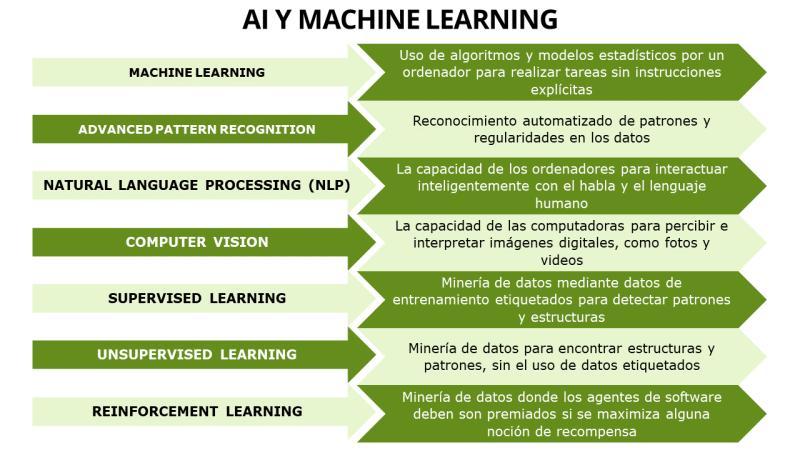 AI Y MACHINE LEARNING
MACHINE LEARNING
Uso de algoritmos y modelos estadísticos por un
ordenador para realizar tareas sin instrucciones
explícitas
ADVANCED PATTERN RECOGNITION
Reconocimiento automatizado de patrones y
regularidades en los datos
NATURAL LANGUAGE PROCESSING (NLP)
La capacidad de los ordenadores para interactuar
inteligentemente con el habla y el lenguaje
humano
COMPUTER VISION
La capacidad de las computadoras para percibir e
interpretar imágenes digitales, como fotos y
videos
SUPERVISED LEARNING
Minería de datos mediante datos de
entrenamiento etiquetados para detectar patrones
y estructuras
UNSUPERVISED LEARNING
Minería de datos para encontrar estructuras y
patrones, sin el uso de datos etiquetados
REINFORCEMENT LEARNING
Minería de datos donde los agentes de software
deben son premiados si se maximiza alguna
noción de recompensa